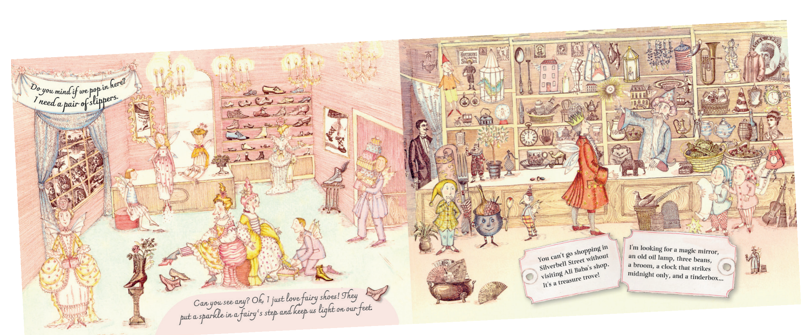 Do you mind if we pop in here?
I need a pair of slippers.
Can you see any? Oh, I just love fairy shoes! They
put a sparkle in a fairy's step and keep us light on our feet.
You can't go shopping in
Silverbell Street without
visiting Ali Baba's shop.
It's a treasure trove!
I'm looking for a magic mirror,
an old oil lamp, three beans,
a broom, a clock that strikes
midnight only, and a tinderbox...